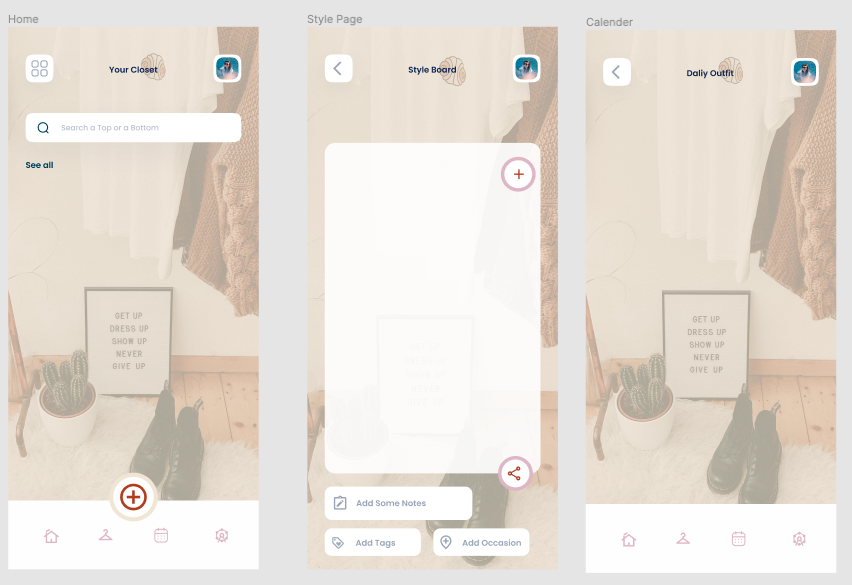 Home
Your Closet
Search a Top or a Bottom
See all
GET UP
DRESS UP
SHOW UP
NEVER
GIVE UP
Style Page
Style Board
Add Some Notes
Add Tags
Add Occasion
Calender
Daliy Outfit
GET UP
DRESS UP
SHOW UP
NEVER
GIVE UP